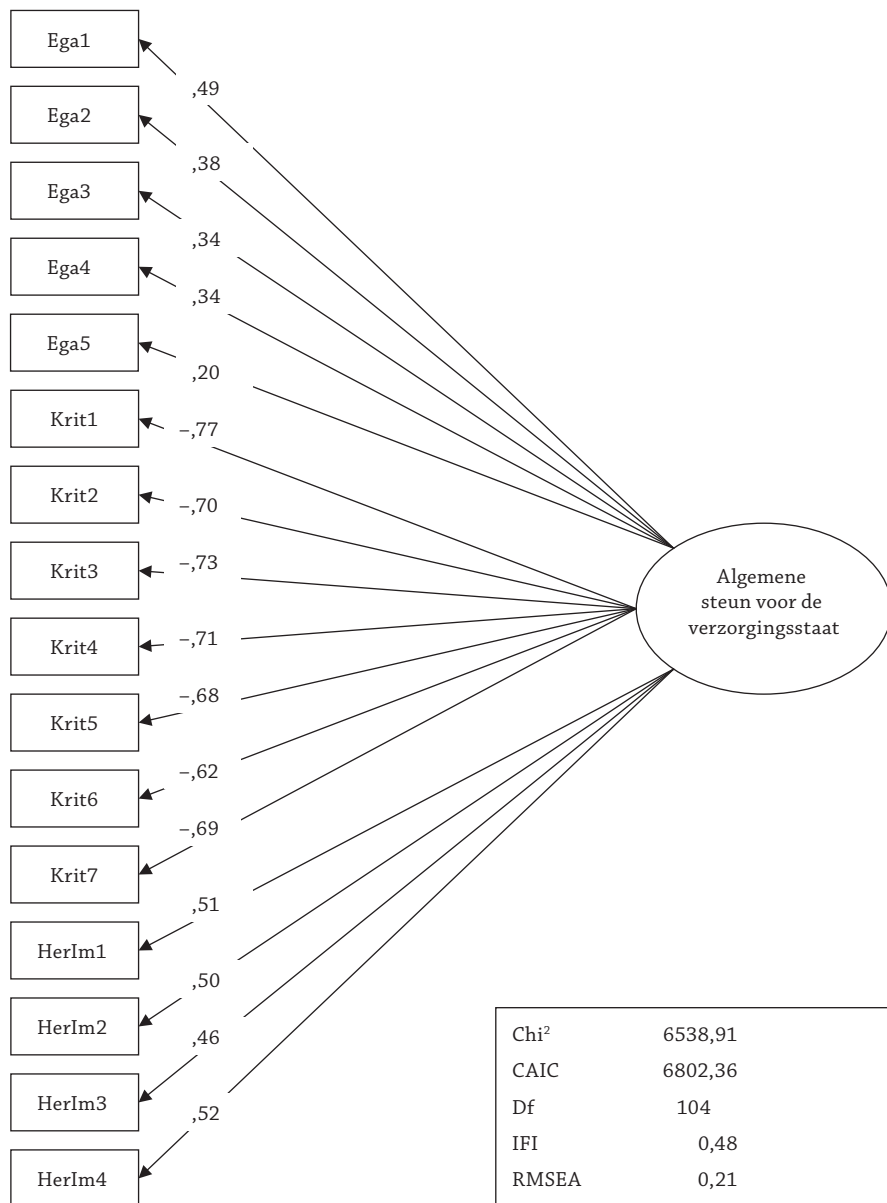 Ega1
,49
Ega2
,38
Ega3
,34
Ega4
,34
Ega5
,20
Krit1
–,77
Krit2
–,70
Krit3
–,73
Krit4
–,71
Krit5
–,68
Krit6
–,62
Krit7
–,69
HerIm1
,51
HerIm2
,50
HerIm3
,46
HerIm4
,52
Algemene
steun voor de
verzorgingsstaat
Chi² 6538,91
CAIC 6802,36
Df 104
IFI 0,48
RMSEA 0,21